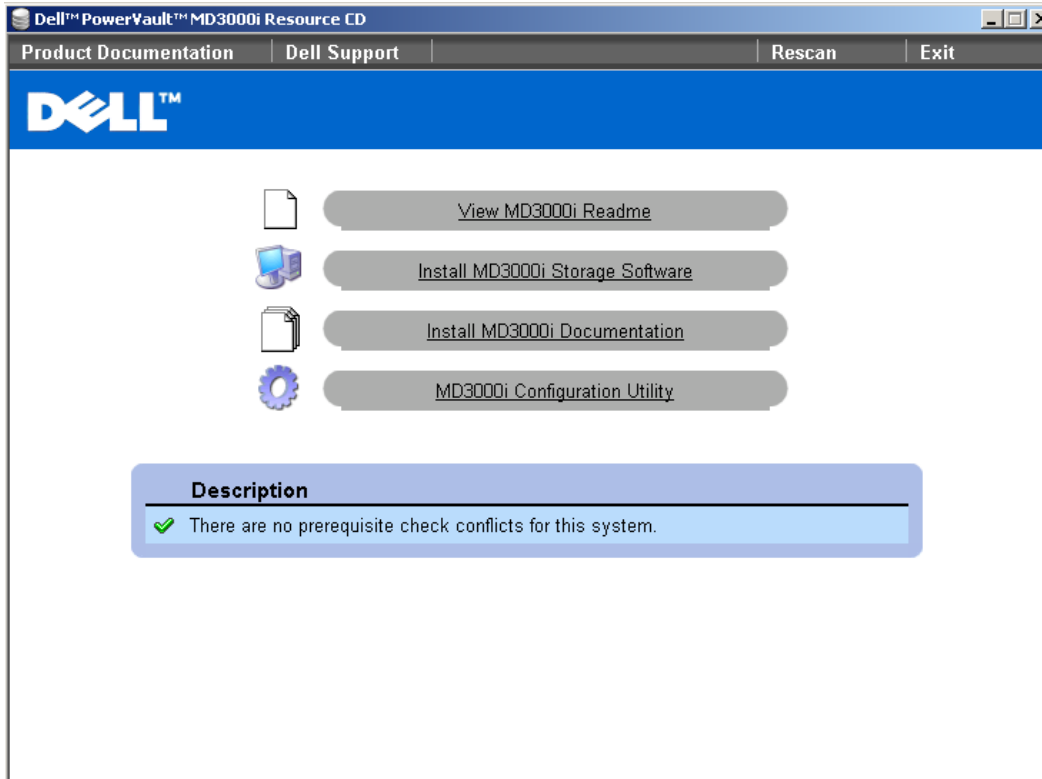 Dell™ PowerVault™ MD3000i Resource CD
Product Documentation Dell Support Rescan Exit
DELL™
View MD3000i Readme
Install MD3000i Storage Software
Install MD3000i Documentation
MD3000i Configuration Utility
Description
There are no prerequisite check conflicts for this system.